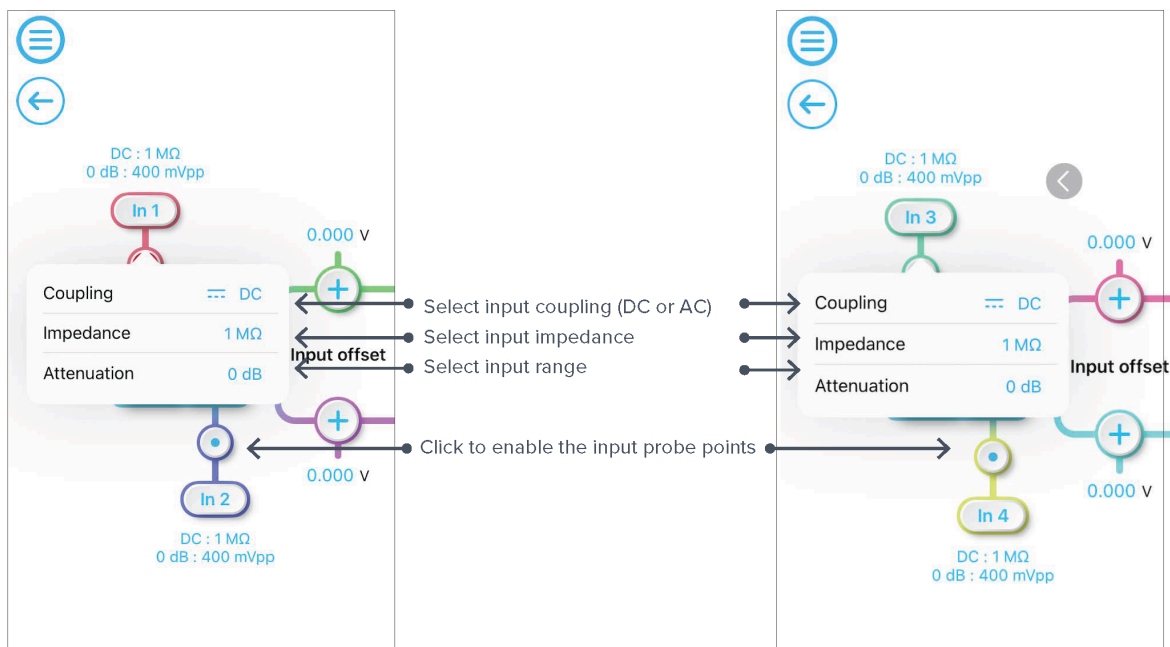 DC : 1 MΩ
0 dB : 400 mVpp
In 1
0.000 V
Coupling
DC
Impedance
1 MΩ
Attenuation
0 dB
Input offset
In 2
0.000 V
DC : 1 MΩ
0 dB : 400 mVpp
Select input coupling (DC or AC)
Select input impedance
Select input range
Click to enable the input probe points
DC : 1 MΩ
0 dB : 400 mVpp
In 3
0.000 V
Coupling
DC
Impedance
1 MΩ
Attenuation
0 dB
Input offset
In 4
0.000 V
DC : 1 MΩ
0 dB : 400 mVpp